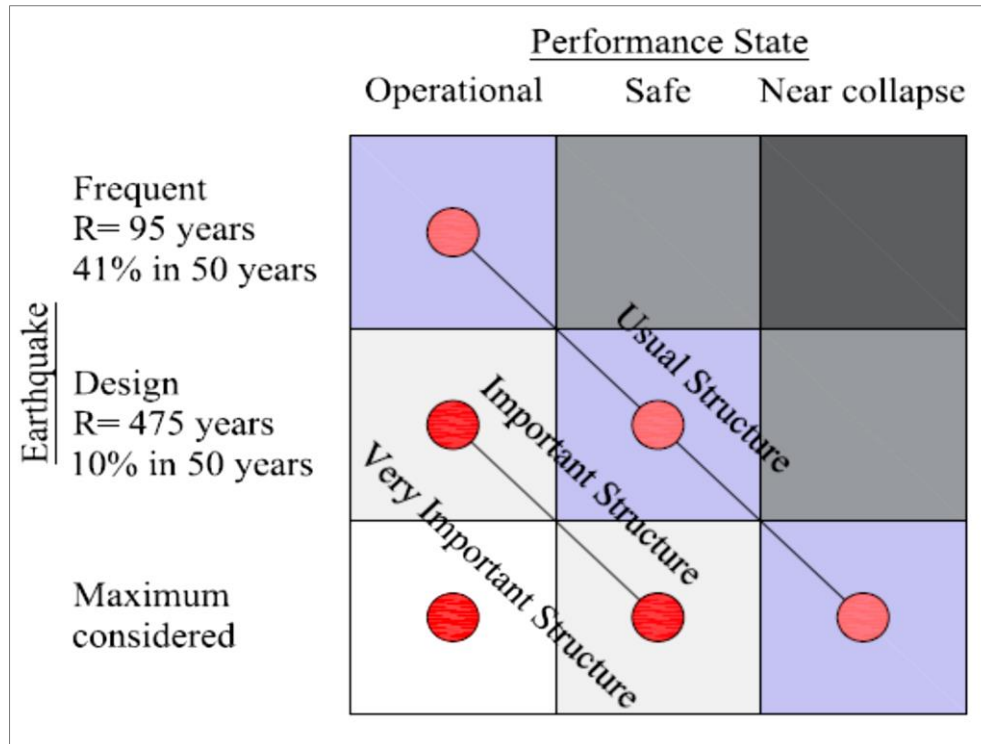 Performance State
Operational Safe Near collapse
Frequent
R= 95 years
41% in 50 years
Earthquake
Design
R= 475 years
10% in 50 years
Maximum
considered
Usual Structure
Important Structure
Very Important Structure